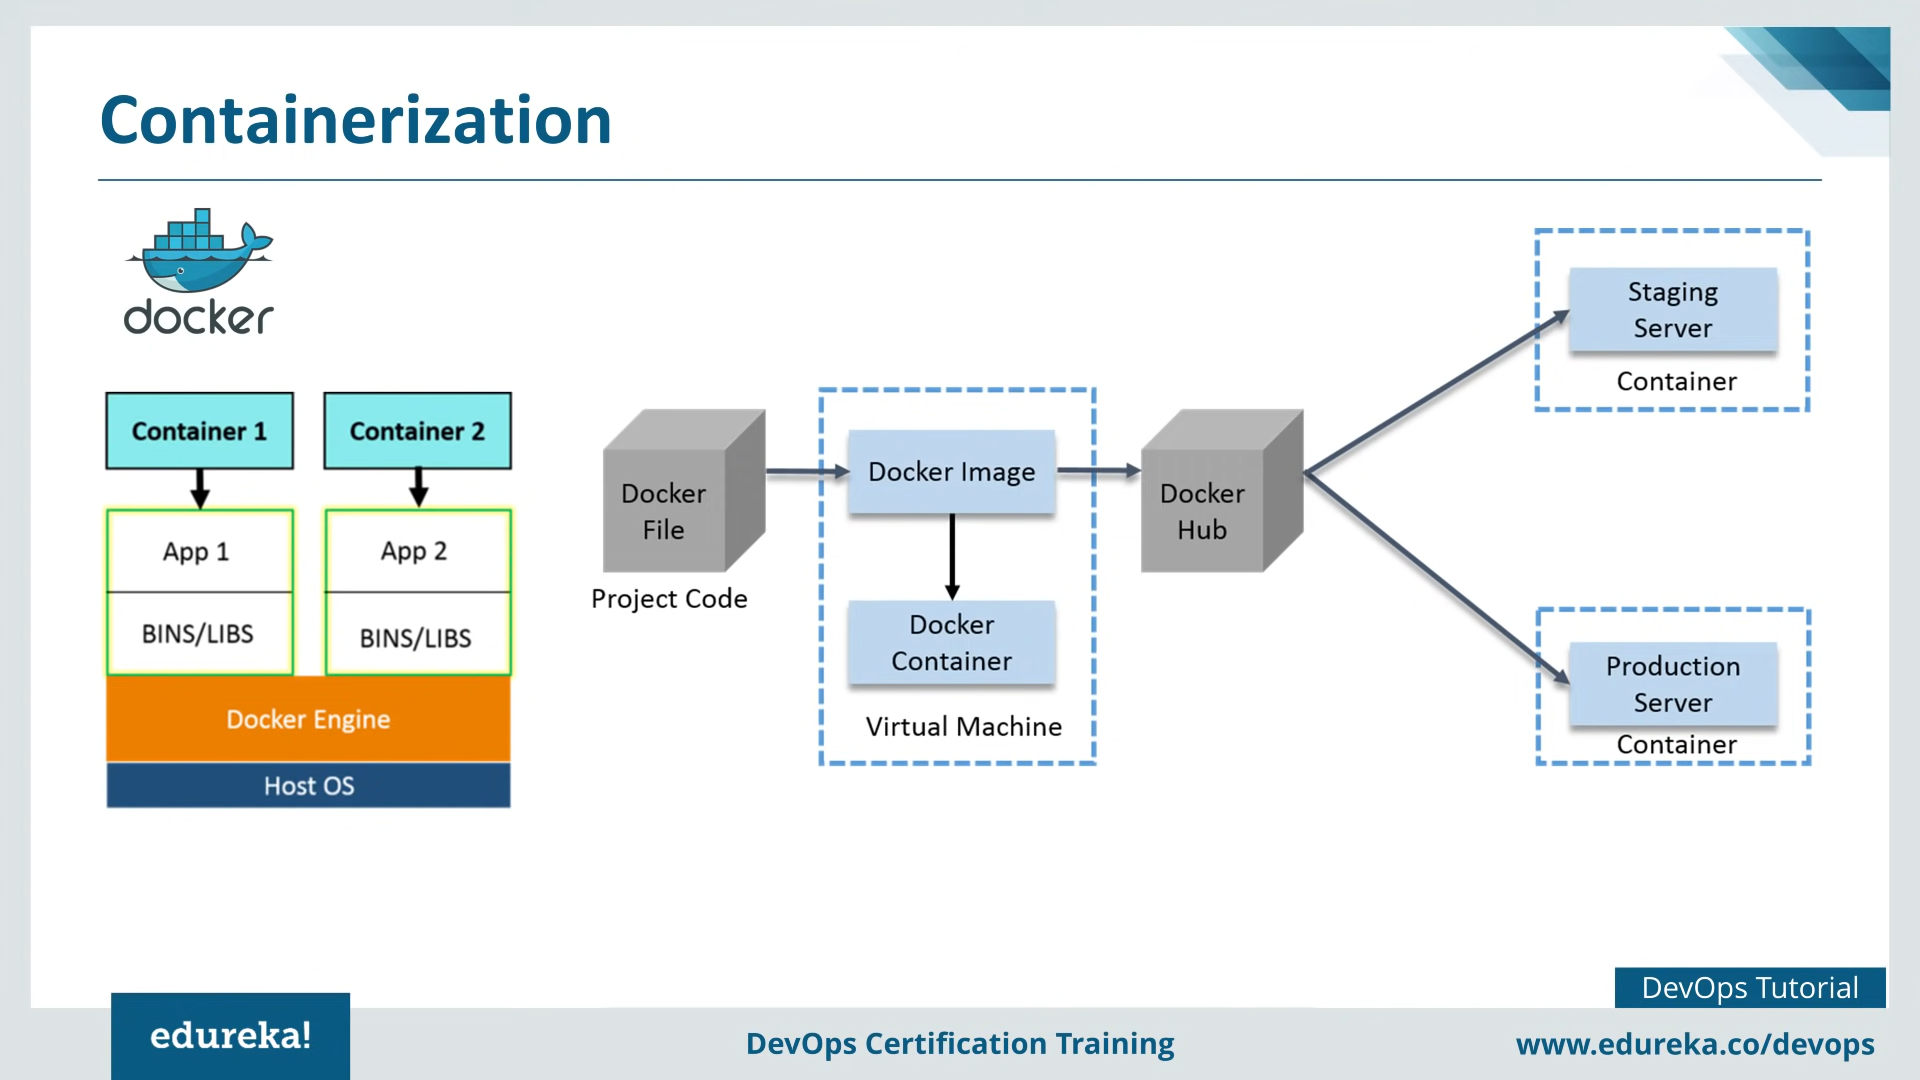 Containerization
docker
Container 1
Container 2
App 1
App 2
BINS/LIBS
BINS/LIBS
Docker Engine
Host OS
Docker
File
Project Code
Docker Image
Docker
Container
Virtual Machine
Docker
Hub
Staging
Server
Container
Production
Server
Container
DevOps Tutorial
edureka!
DevOps Certification Training
www.edureka.co/devops